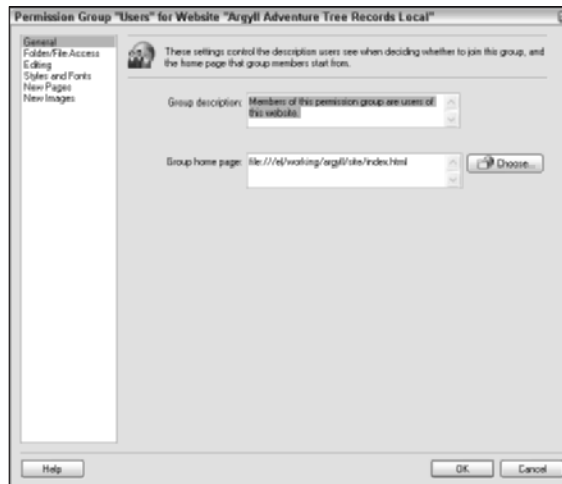 Permission Group "Users" for Website "Argyll Adventure Tree Records Local"
General
Folder/File Access
Editing
Styles and Fonts
New Pages
New Images
These settings control the description users see when deciding whether to join this group, and
the home page that group members start from.
Group description: Members of this permission group are users of
this website.
Group home page: file:///e|/working/argyll/site/index.html
Choose...
Help
OK
Cancel